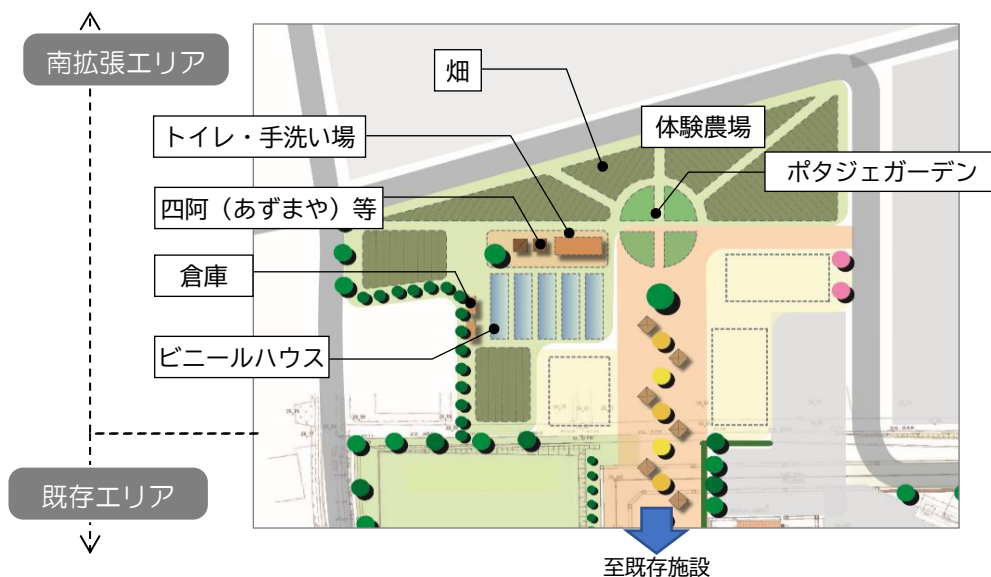 南拡張エリア
畑
トイレ・手洗い場
体験農場
ポタジェガーデン
四阿（あずまや）等
倉庫
ビニールハウス
既存エリア
至既存施設